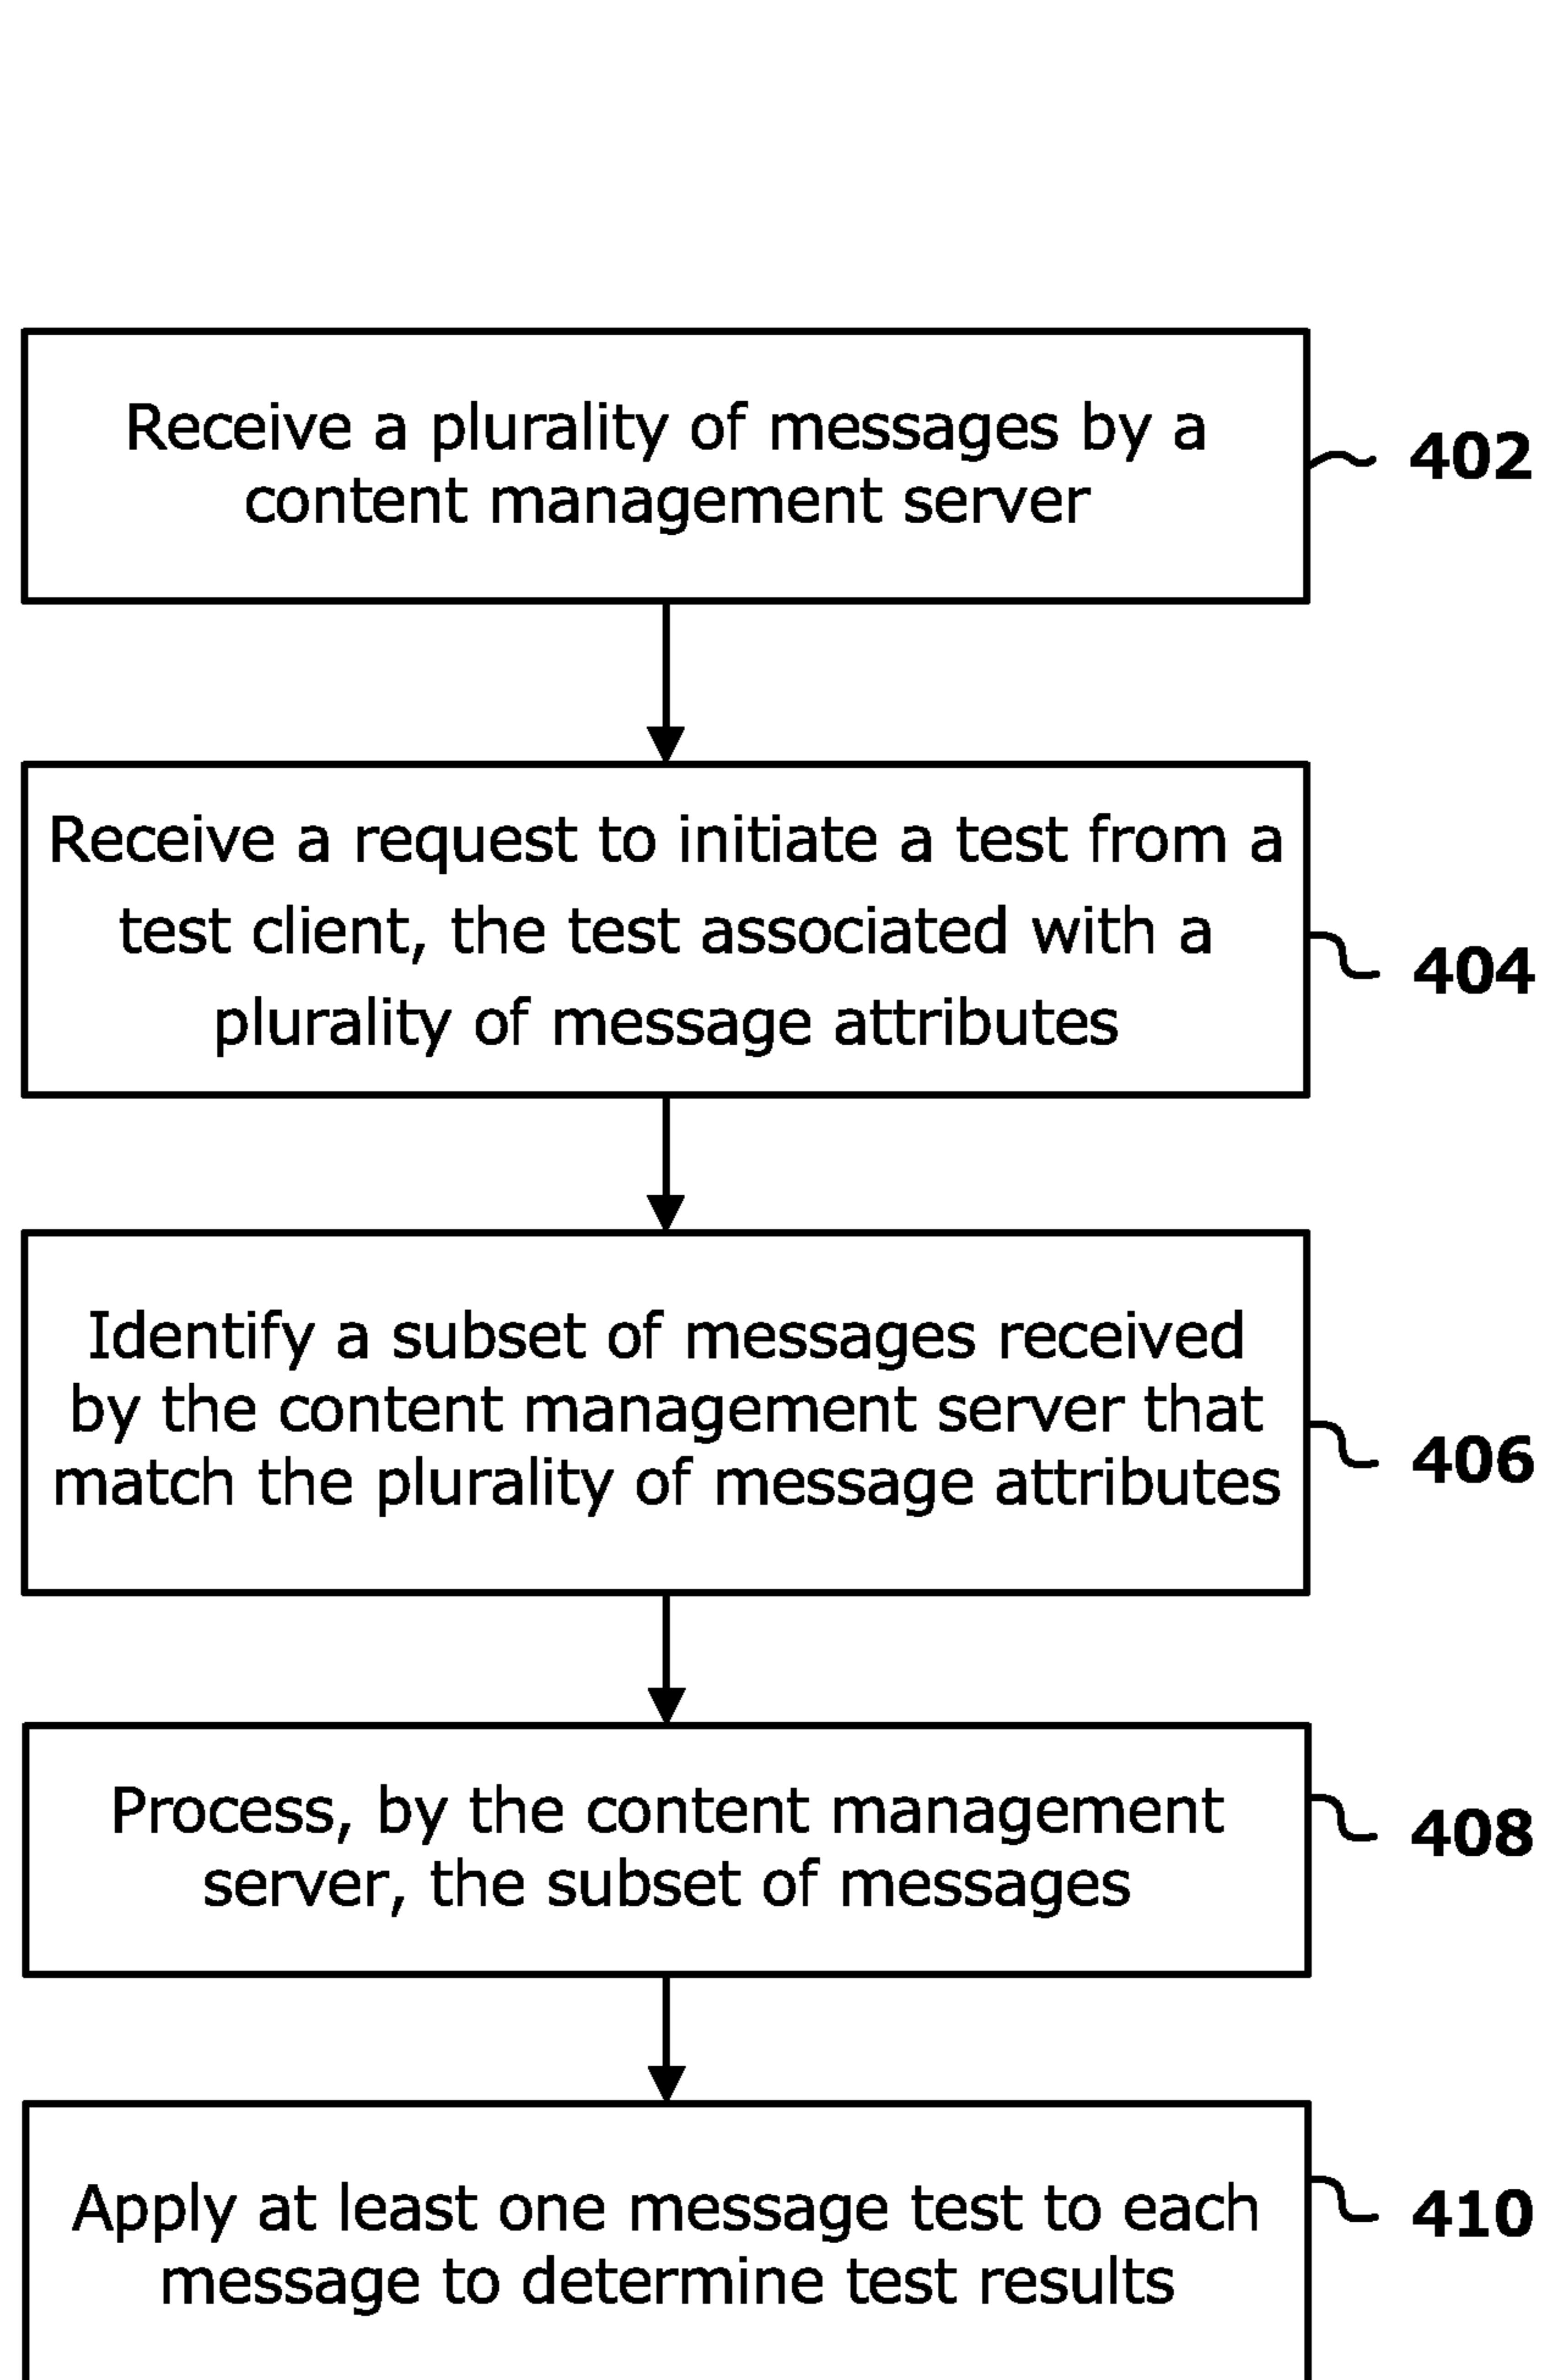 Receive a plurality of messages by a
content management server
402
Receive a request to initiate a test from a
test client, the test associated with a
plurality of message attributes
404
Identify a subset of messages received
by the content management server that
match the plurality of message attributes
406
Process, by the content management
server, the subset of messages
408
Apply at least one message test to each
message to determine test results
410